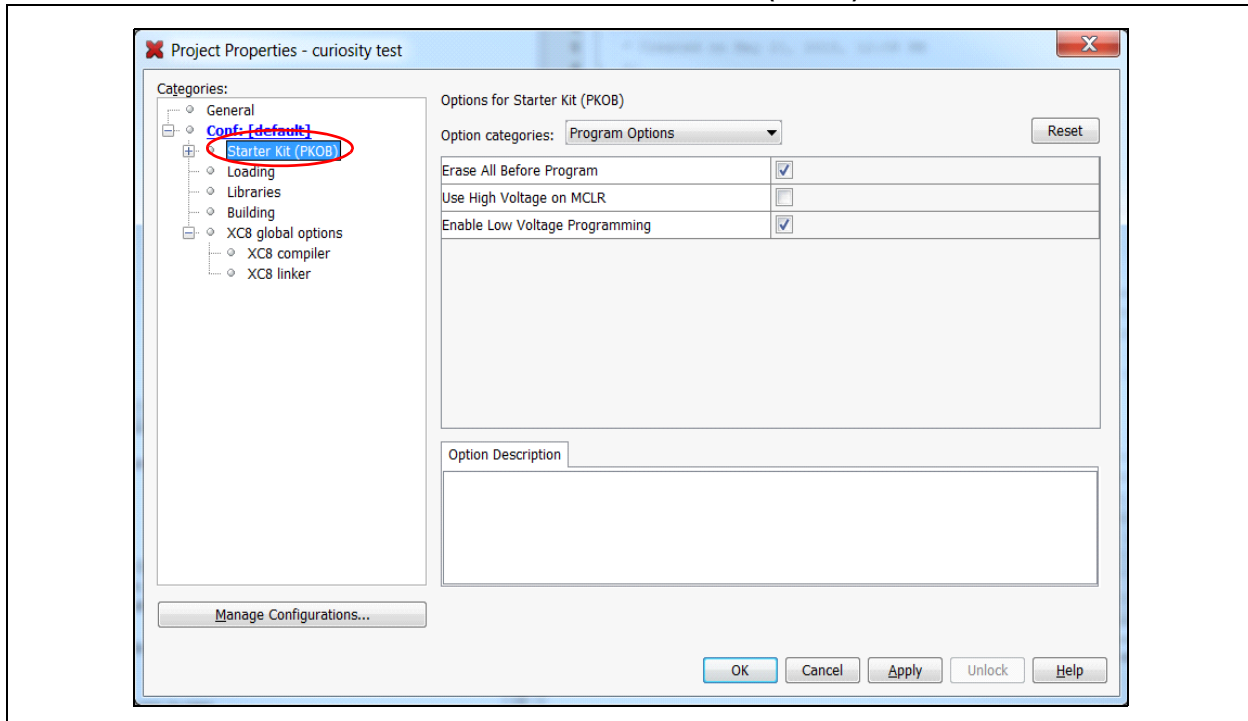 Project Properties - curiosity test
X
Categories:
General
Conf: [default]
Starter Kit (PKOB)
Loading
Libraries
Building
XC8 global options
XC8 compiler
XC8 linker
Manage Configurations...
Options for Starter Kit (PKOB)
Option categories: Program Options
Reset
Erase All Before Program
Use High Voltage on MCLR
Enable Low Voltage Programming
Option Description
OK Cancel Apply Unlock Help